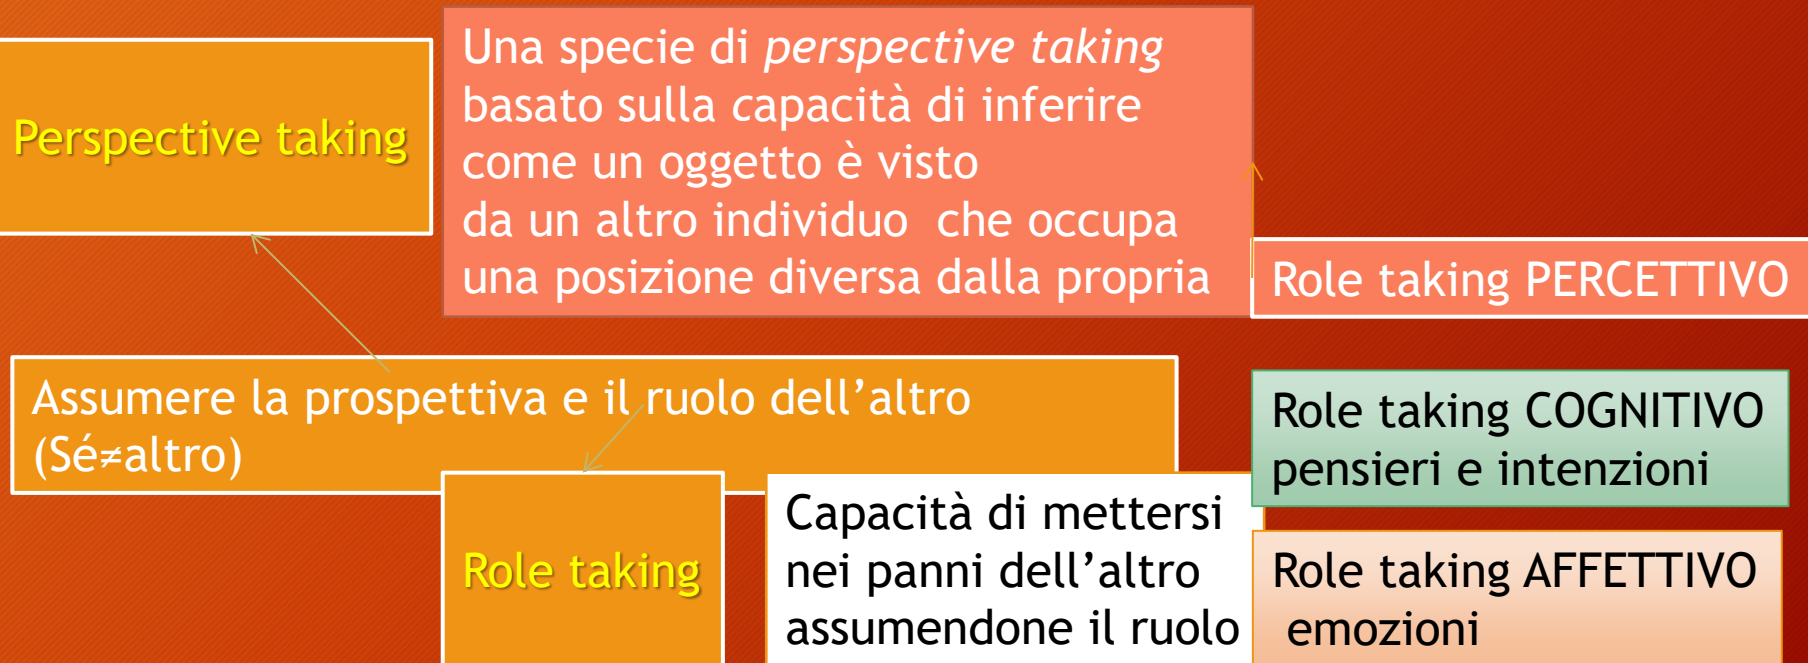 Perspective taking
Una specie di perspective taking
basato sulla capacità di inferire
come un oggetto è visto
da un altro individuo che occupa
una posizione diversa dalla propria
Role taking PERCETTIVO
Assumere la prospettiva e il ruolo dell’altro
(Sé≠altro)
Role taking
Capacità di mettersi
nei panni dell’altro
assumendone il ruolo
Role taking COGNITIVO
pensieri e intenzioni
Role taking AFFETTIVO
emozioni